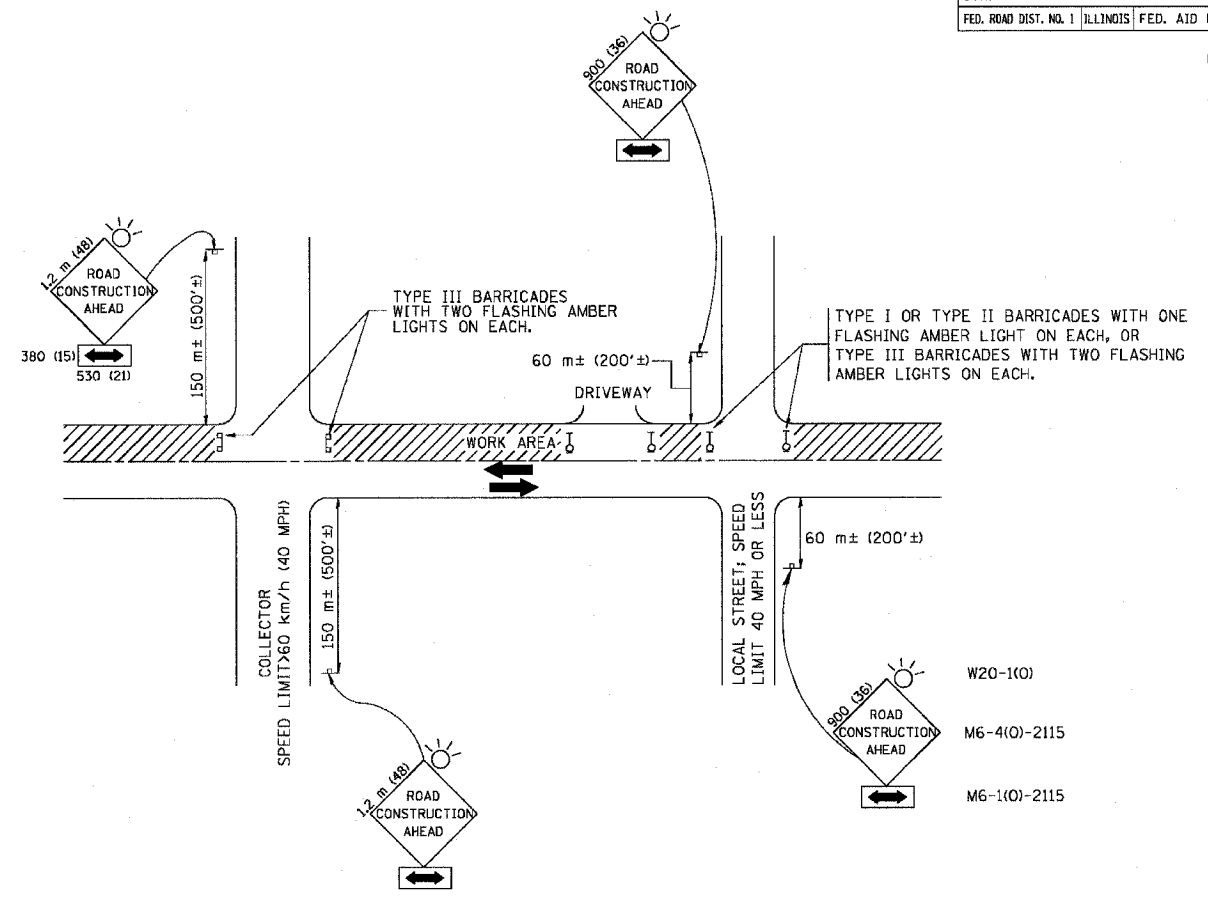 FED. ROAD DIST. NO. 1 ILLINOIS FED. AID
900 (36)
ROAD
CONSTRUCTION
AHEAD
1.2 m (48)
ROAD
CONSTRUCTION
AHEAD
380 (15)
530 (21)
150 m± (500'±)
TYPE III BARRICADES
WITH TWO FLASHING AMBER
LIGHTS ON EACH.
60 m± (200'±)
DRIVEWAY
TYPE I OR TYPE II BARRICADES WITH ONE
FLASHING AMBER LIGHT ON EACH, OR
TYPE III BARRICADES WITH TWO FLASHING
AMBER LIGHTS ON EACH.
WORK AREA
COLLECTOR
SPEED LIMIT>60 km/h (40 MPH)
150 m± (500'±)
LOCAL STREET; SPEED
LIMIT 40 MPH OR LESS
60 m± (200'±)
1.2 m (48)
ROAD
CONSTRUCTION
AHEAD
900 (36)
ROAD
CONSTRUCTION
AHEAD
W20-1(O)
M6-4(O)-2115
M6-1(O)-2115